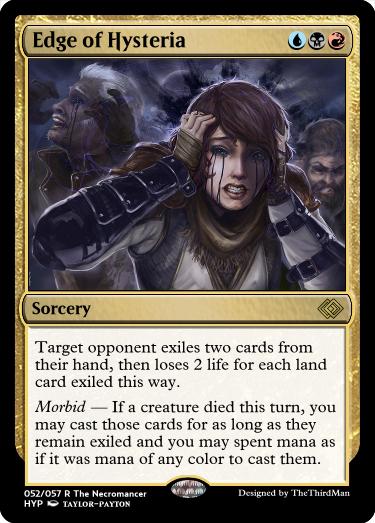 Edge of Hysteria
Sorcery
Target opponent exiles two cards from
their hand, then loses 2 life for each land
card exiled this way.
Morbid — If a creature died this turn, you
may cast those cards for as long as they
remain exiled and you may spent mana as
if it was mana of any color to cast them.
052/057 R The Necromancer
HYP TAYLOR-PAYTON
Designed by TheThirdMan